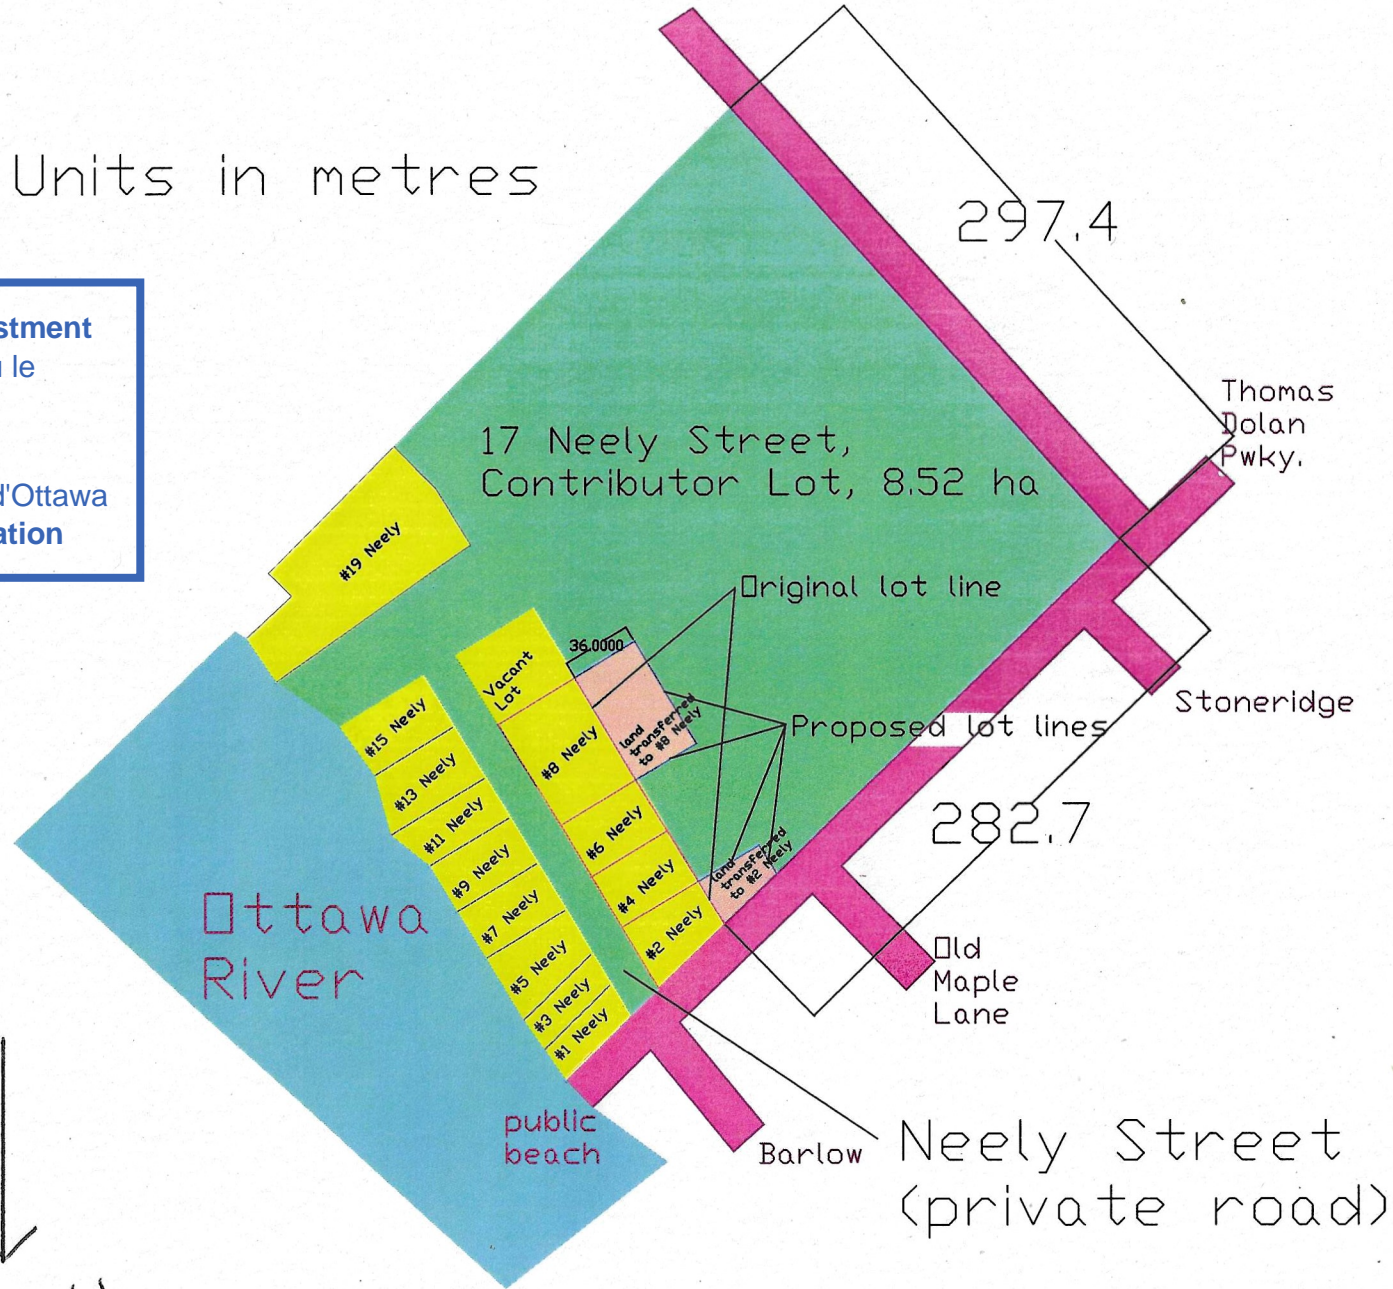 Units in metres
297.4
stment
u le
d'Ottawa
ation
Thomas
Dolan
Pwky.
17 Neely Street,
Contributor Lot, 8.52 ha
#19 Neely
Original lot line
36.0000
Vacant
Lot
Stoneridge
#15 Neely
#8 Neely
land
transferred
to #8 Neely
Proposed lot lines
#13 Neely
#11 Neely
#6 Neely
282.7
#9 Neely
#4 Neely
land
transferred
to #2 Neely
#7 Neely
#2 Neely
Ottawa
River
#5 Neely
Old
Maple
Lane
#3 Neely
#1 Neely
public
beach
Barlow
Neely Street
(private road)